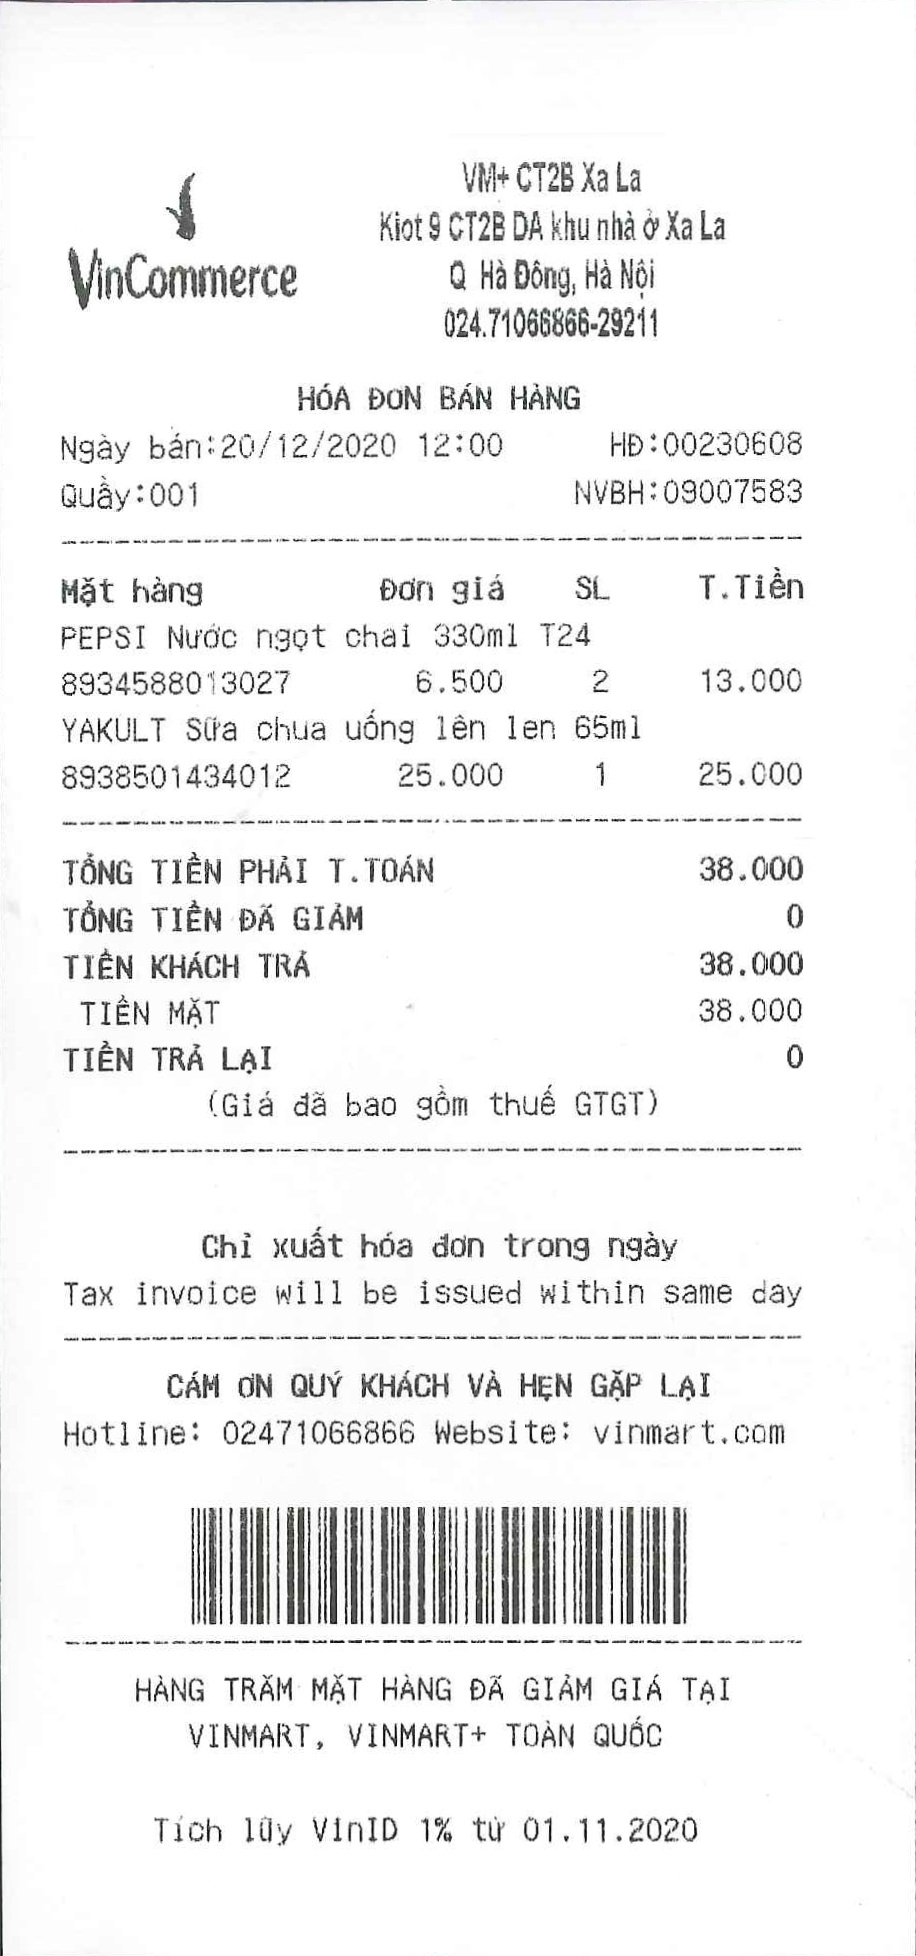 VinCommerce
VM+ CT2B Xa La
Kiot 9 CT2B DA khu nhà ở Xa La
Q Hà Đông, Hà Nội
024.71066866-29211
HÓA ĐƠN BÁN HÀNG
Ngày bán:20/12/2020 12:00 HĐ:00230608
Quầy:001 NVBH:09007583
Mặt hàng Đơn giá SL T.Tiền
PEPSI Nước ngọt chai 330ml T24
8934588013027 6.500 2 13.000
YAKULT Sữa chua uống lên len 65ml
8938501434012 25.000 1 25.000
TỔNG TIỀN PHẢI T.TOÁN 38.000
TỔNG TIỀN ĐÃ GIẢM 0
TIỀN KHÁCH TRẢ 38.000
TIỀN MẶT 38.000
TIỀN TRẢ LẠI 0
(Giá đã bao gồm thuế GTGT)
Chỉ xuất hóa đơn trong ngày
Tax invoice will be issued within same day
CÁM ƠN QUÝ KHÁCH VÀ HẸN GẶP LẠI
Hotline: 02471066866 Website: vinmart.com
HÀNG TRĂM MẶT HÀNG ĐÃ GIẢM GIÁ TẠI
VINMART, VINMART+ TOÀN QUỐC
Tích lũy VinID 1% từ 01.11.2020